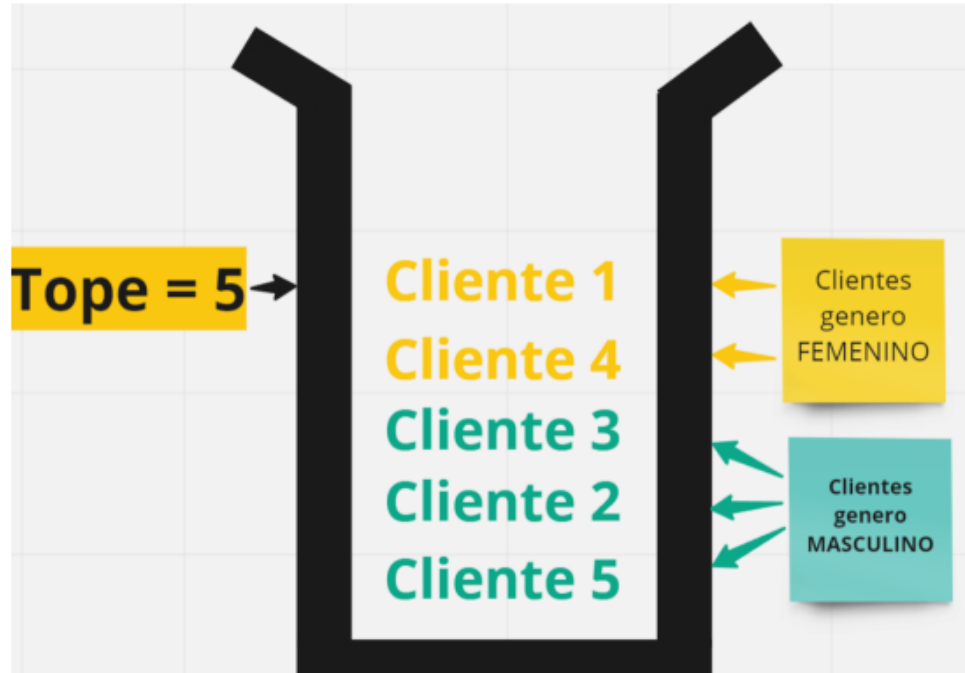 Tope = 5
Cliente 1
Cliente 4
Cliente 3
Cliente 2
Cliente 5
Clientes
genero
FEMENINO
Clientes
genero
MASCULINO